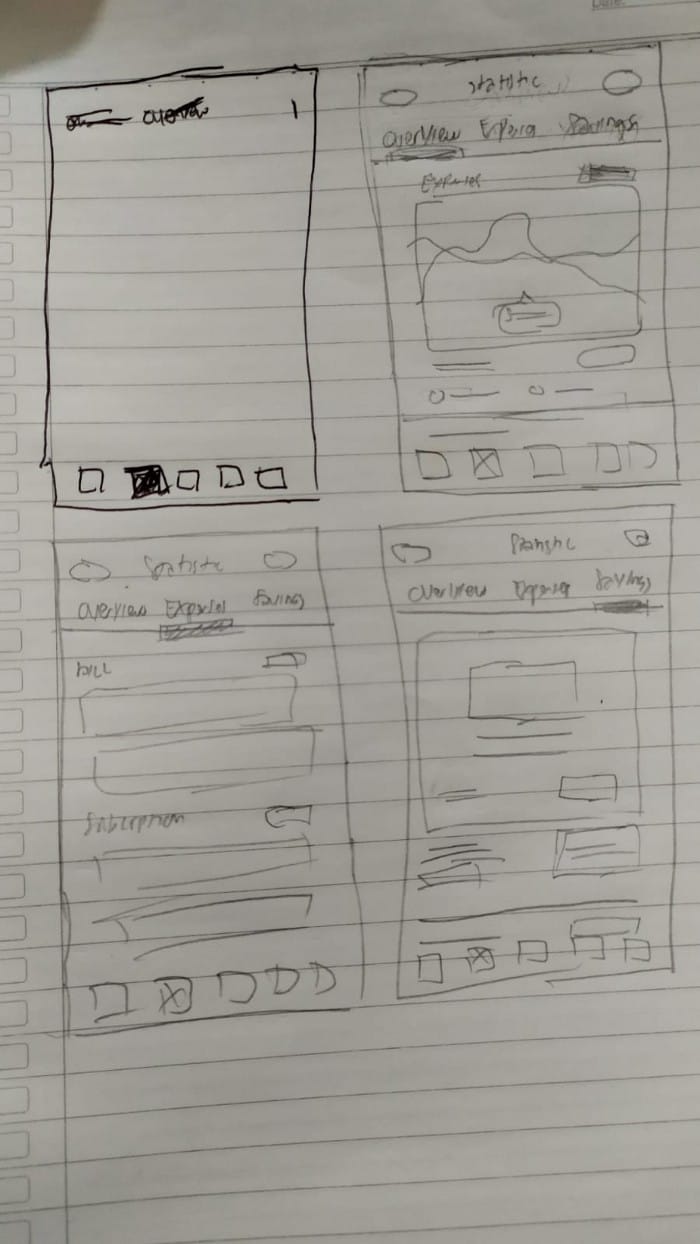 Date:
overview
statistic
overview Expense Savings
Expenses
Statistic
overview Expenses Savings
bill
Subscription
Statistic
overview Expense Savings